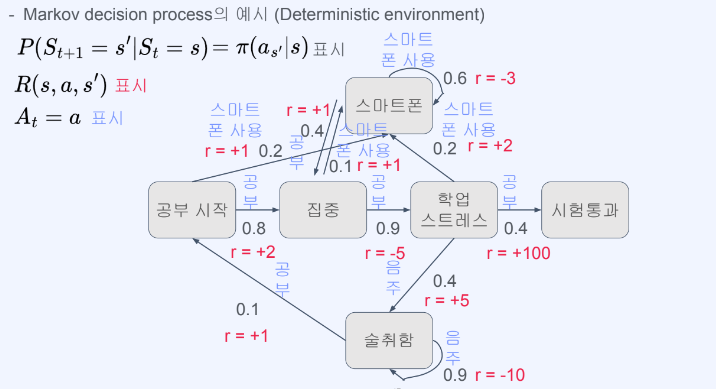 - Markov decision process의 예시 (Deterministic environment)
P(S_{t+1} = s'|S_t = s) = π(a_{s'}|s) 표시
R(s, a, s') 표시
A_t = a 표시
스마트
폰 사용
0.6 r = -3
스마트폰
스마트
폰 사용
r = +1
0.2
r = +1
0.4
공
부
스마트
폰 사용
0.1
r = +1
스마트
폰 사용
0.2 r = +2
공부 시작
공
부
0.8
r = +2
집중
공
부
0.9
r = -5
학업
스트레스
공
부
0.4
r = +100
시험통과
공
부
0.1
r = +1
음
주
0.4
r = +5
술취함
음
주
0.9 r = -10